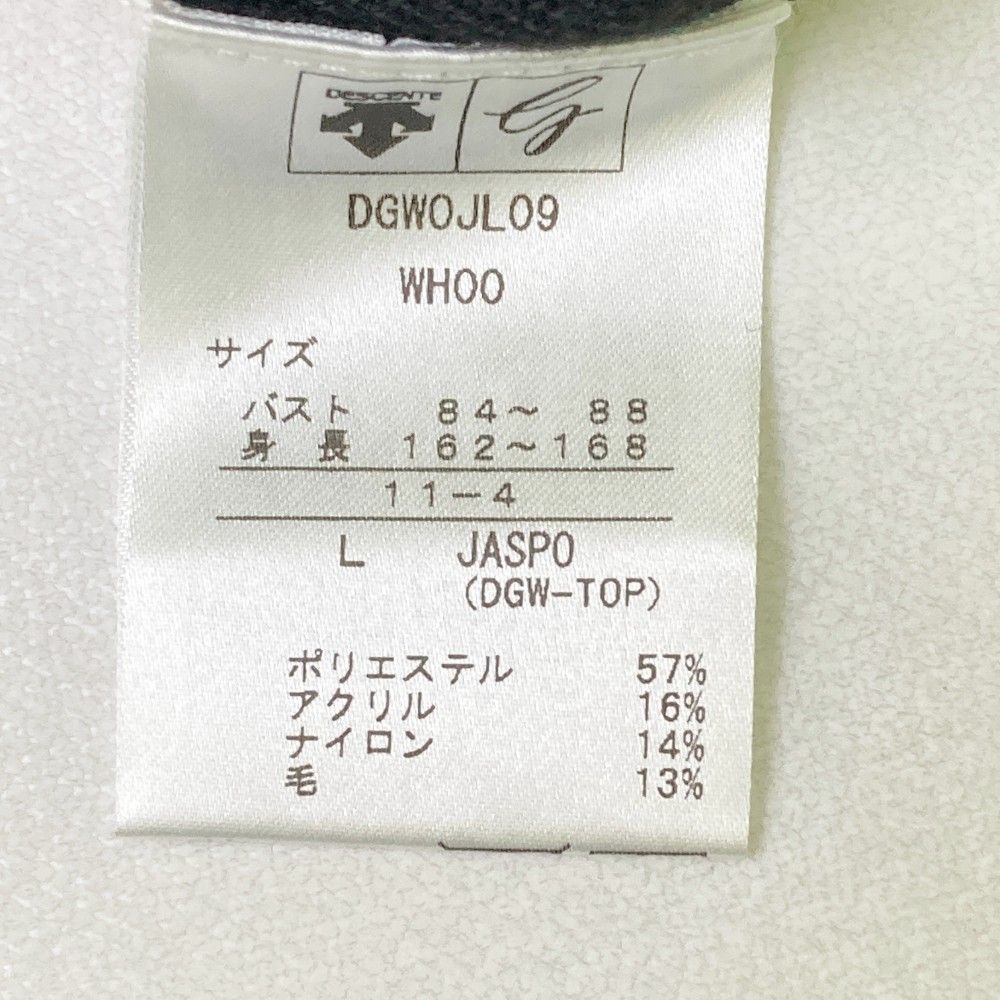 DESCENTE G
DGWOJL09
WH00
サイズ
バスト 84～ 88
身 長 162～168
11-4
L JASPO
(DGW-TOP)
ポリエステル 57%
アクリル 16%
ナイロン 14%
毛 13%